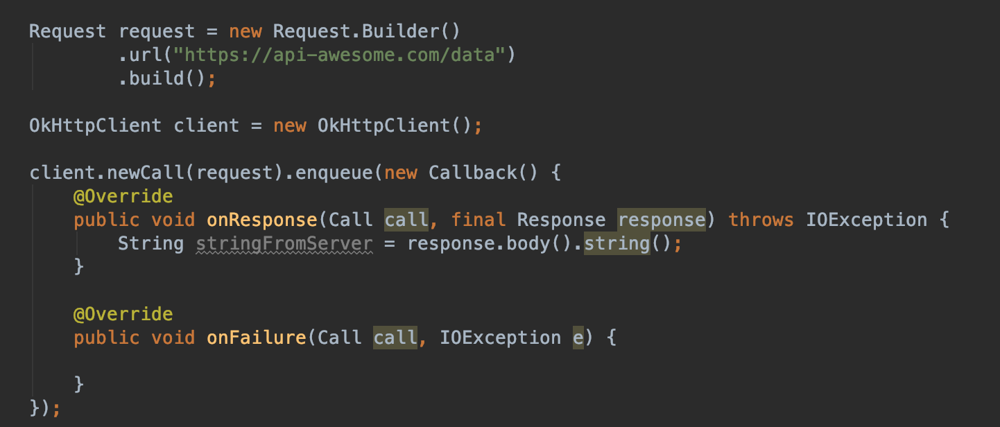 Request request = new Request.Builder()
        .url("https://api-awesome.com/data")
        .build();

OkHttpClient client = new OkHttpClient();

client.newCall(request).enqueue(new Callback() {
    @Override
    public void onResponse(Call call, final Response response) throws IOException {
        String stringFromServer = response.body().string();
    }

    @Override
    public void onFailure(Call call, IOException e) {

    }
});